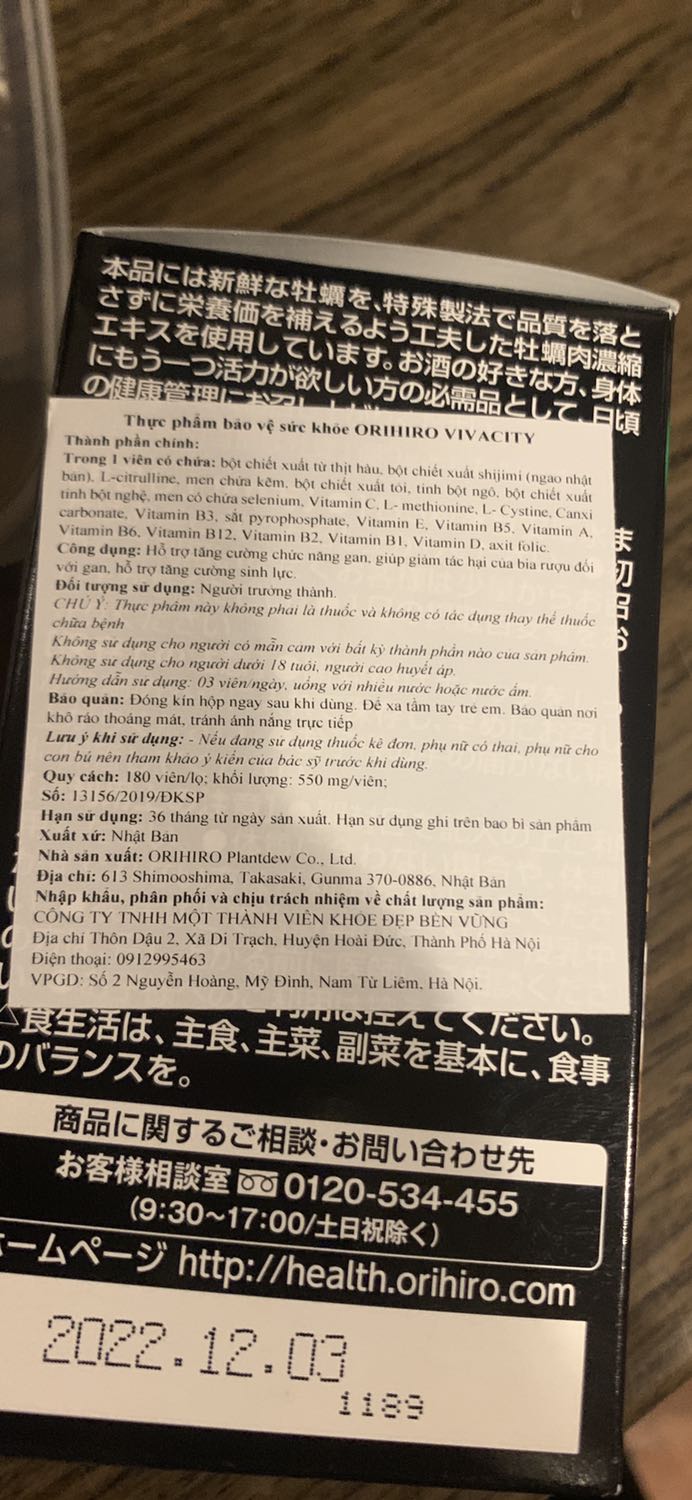 本品には新鮮な牡蠣を、特殊製法で品質を落と
さずに栄養価を補えるよう工夫した牡蠣肉濃縮
エキスを使用しています。お酒の好きな方、身体
にもう一つ活力が欲しい方の必需品として、日頃
の健康管理に
Thực phẩm bảo vệ sức khỏe ORIHIRO VIVACITY
Thành phần chính:
Trong 1 viên có chứa: bột chiết xuất từ thịt hàu, bột chiết xuất shijimi (ngao nhật
bản), L-citrulline, men chứa kẽm, bột chiết xuất tỏi, tinh bột ngô, bột chiết xuất
tinh bột nghệ, men có chứa selenium, Vitamin C, L- methionine, L- Cystine, Canxi
carbonate, Vitamin B3, sắt pyrophosphate, Vitamin E, Vitamin B5, Vitamin A,
Vitamin B6, Vitamin B12, Vitamin B2, Vitamin B1, Vitamin D, axit folic.
Công dụng: Hỗ trợ tăng cường chức năng gan, giúp giảm tác hại của bia rượu đối
với gan, hỗ trợ tăng cường sinh lực.
Đối tượng sử dụng: Người trưởng thành.
CHÚ Ý: Thực phẩm này không phải là thuốc và không có tác dụng thay thế thuốc
chữa bệnh
Không sử dụng cho người có mẫn cảm với bất kỳ thành phần nào của sản phẩm.
Không sử dụng cho người dưới 18 tuổi, người cao huyết áp.
Hướng dẫn sử dụng: 03 viên/ngày, uống với nhiều nước hoặc nước ấm.
Bảo quản: Đóng kín hộp ngay sau khi dùng. Để xa tầm tay trẻ em. Bảo quản nơi
khô ráo thoáng mát, tránh ánh nắng trực tiếp
Lưu ý khi sử dụng: - Nếu đang sử dụng thuốc kê đơn, phụ nữ có thai, phụ nữ cho
con bú nên tham khảo ý kiến của bác sỹ trước khi dùng.
Quy cách: 180 viên/lọ; khối lượng: 550 mg/viên;
Số: 13156/2019/ĐKSP
Hạn sử dụng: 36 tháng từ ngày sản xuất. Hạn sử dụng ghi trên bao bì sản phẩm
Xuất xứ: Nhật Bản
Nhà sản xuất: ORIHIRO Plantdew Co., Ltd.
Địa chỉ: 613 Shimooshima, Takasaki, Gunma 370-0886, Nhật Bản
Nhập khẩu, phân phối và chịu trách nhiệm về chất lượng sản phẩm:
CÔNG TY TNHH MỘT THÀNH VIÊN KHỎE ĐẸP BỀN VỮNG
Địa chỉ Thôn Dậu 2, Xã Di Trạch, Huyện Hoài Đức, Thành Phố Hà Nội
Điện thoại: 0912995463
VPGD: Số 2 Nguyễn Hoàng, Mỹ Đình, Nam Từ Liêm, Hà Nội.
控えてください。
⚠食生活は、主食、主菜、副菜を基本に、食事
のバランスを。
商品に関するご相談・お問い合わせ先
お客様相談室 0120-534-455
(9:30～17:00/土日祝除く)
ホームページ http://health.orihiro.com
2022.12.03
1189